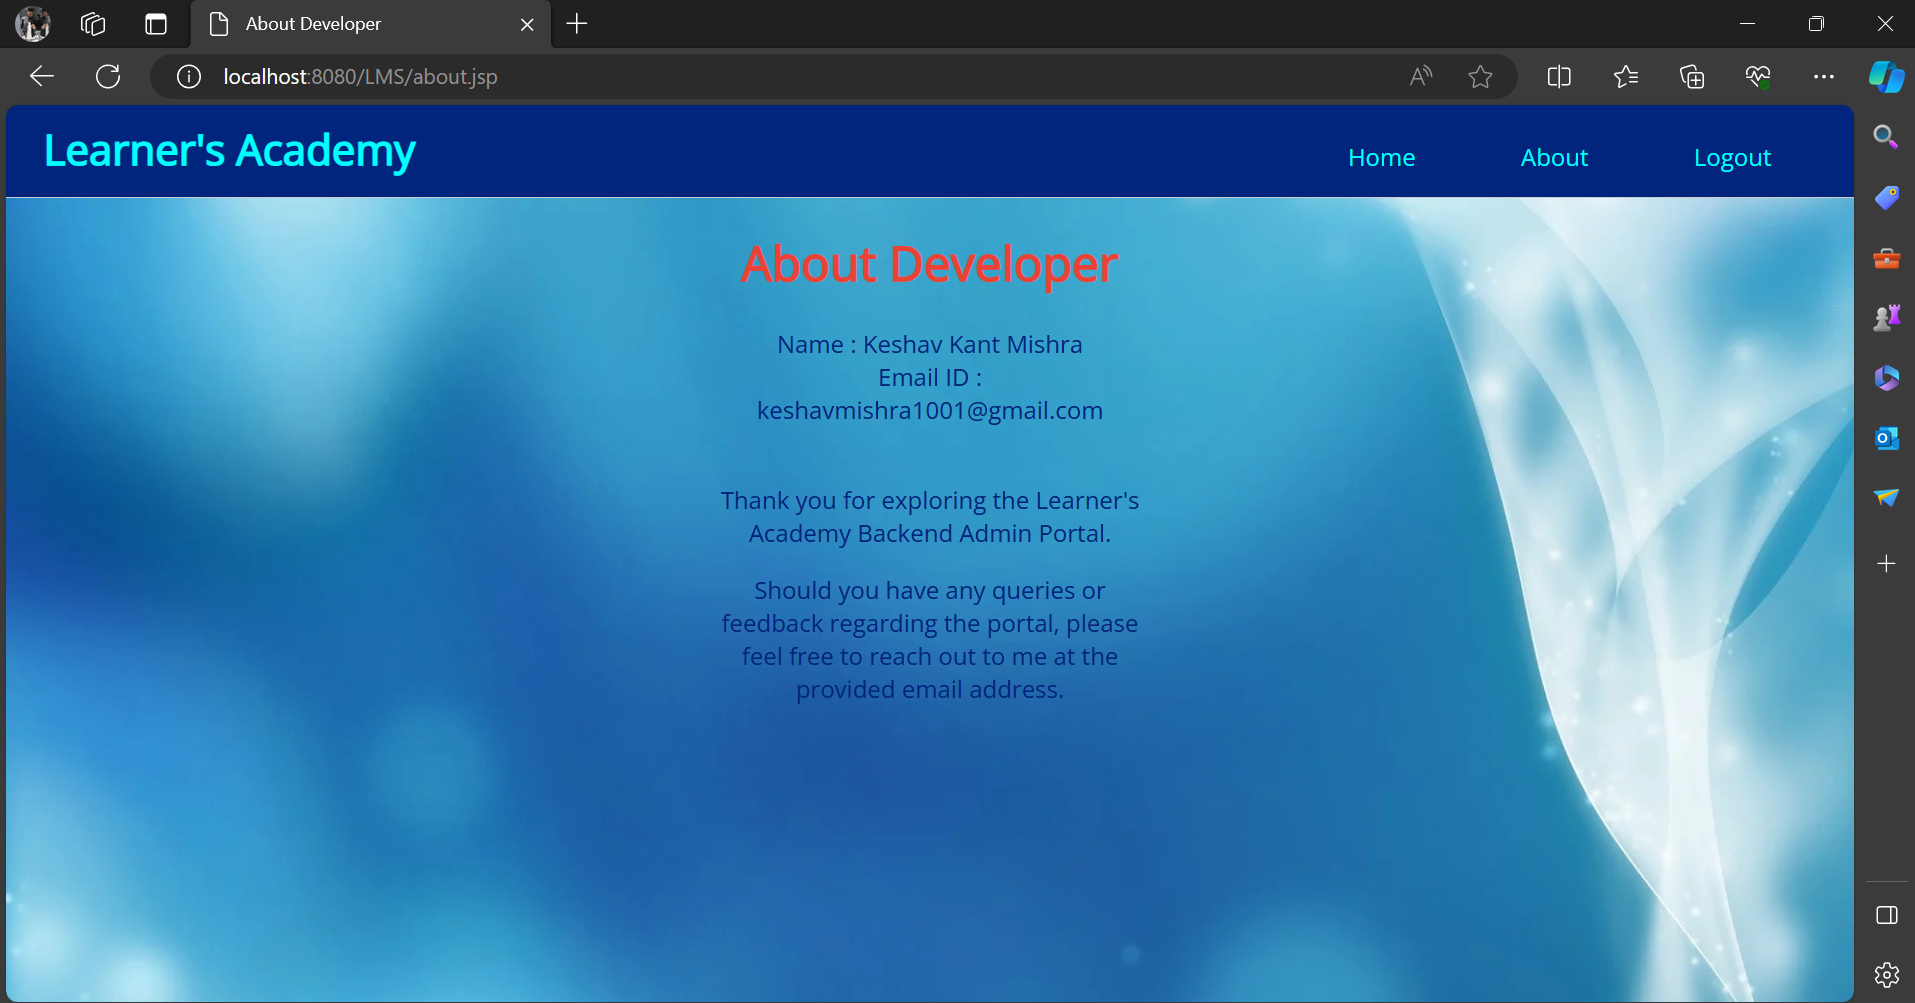 About Developer
localhost:8080/LMS/about.jsp
Learner's Academy
Home
About
Logout
About Developer
Name : Keshav Kant Mishra
Email ID :
keshavmishra1001@gmail.com
Thank you for exploring the Learner's
Academy Backend Admin Portal.
Should you have any queries or
feedback regarding the portal, please
feel free to reach out to me at the
provided email address.